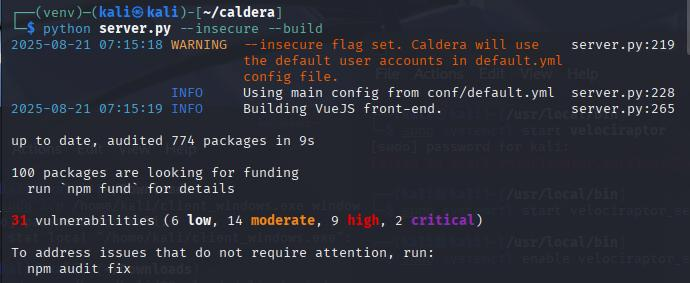 (venv)-(kali㉿kali)-[~/caldera]
$ python server.py --insecure --build
2025-08-21 07:15:18 WARNING --insecure flag set. Caldera will use server.py:219
the default user accounts in default.yml
config file.
INFO Using main config from conf/default.yml server.py:228
2025-08-21 07:15:19 INFO Building VueJS front-end. server.py:265
up to date, audited 774 packages in 9s
100 packages are looking for funding
run `npm fund` for details
31 vulnerabilities (6 low, 14 moderate, 9 high, 2 critical)
To address issues that do not require attention, run:
npm audit fix